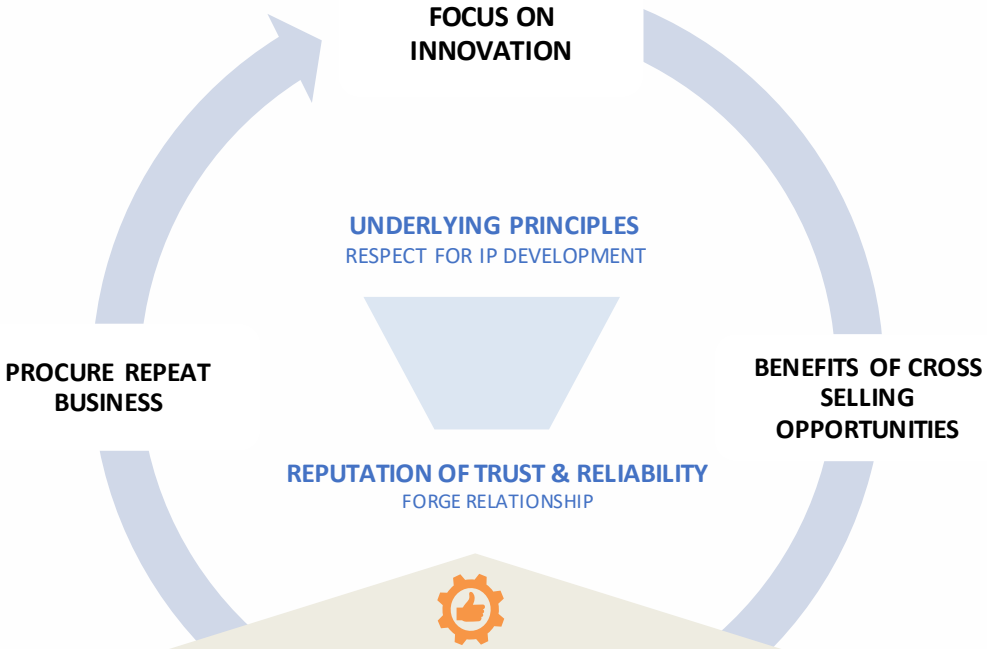 FOCUS ON
INNOVATION
UNDERLYING PRINCIPLES
RESPECT FOR IP DEVELOPMENT
PROCURE REPEAT
BUSINESS
BENEFITS OF CROSS
SELLING
OPPORTUNITIES
REPUTATION OF TRUST & RELIABILITY
FORGE RELATIONSHIP